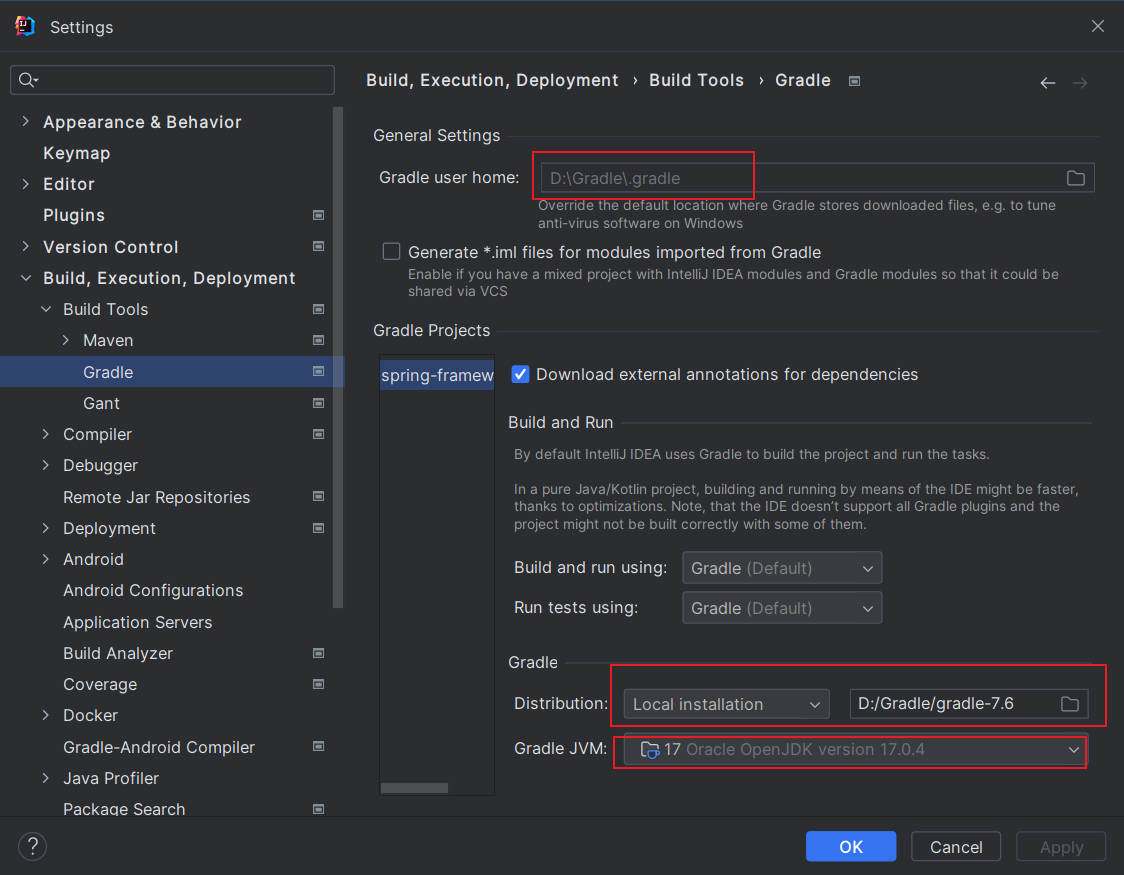 Settings
Build, Execution, Deployment › Build Tools › Gradle
Appearance & Behavior
Keymap
Editor
Plugins
Version Control
Build, Execution, Deployment
Build Tools
Maven
Gradle
Gant
Compiler
Debugger
Remote Jar Repositories
Deployment
Android
Android Configurations
Application Servers
Build Analyzer
Coverage
Docker
Gradle-Android Compiler
Java Profiler
Package Search
General Settings
Gradle user home: D:\Gradle\.gradle
Override the default location where Gradle stores downloaded files, e.g. to tune
anti-virus software on Windows
Generate *.iml files for modules imported from Gradle
Enable if you have a mixed project with IntelliJ IDEA modules and Gradle modules so that it could be
shared via VCS
Gradle Projects
spring-framew
Download external annotations for dependencies
Build and Run
By default IntelliJ IDEA uses Gradle to build the project and run the tasks.
In a pure Java/Kotlin project, building and running by means of the IDE might be faster,
thanks to optimizations. Note, that the IDE doesn't support all Gradle plugins and the
project might not be built correctly with some of them.
Build and run using: Gradle (Default)
Run tests using: Gradle (Default)
Gradle
Distribution: Local installation D:/Gradle/gradle-7.6
Gradle JVM: 17 Oracle OpenJDK version 17.0.4
? OK Cancel Apply